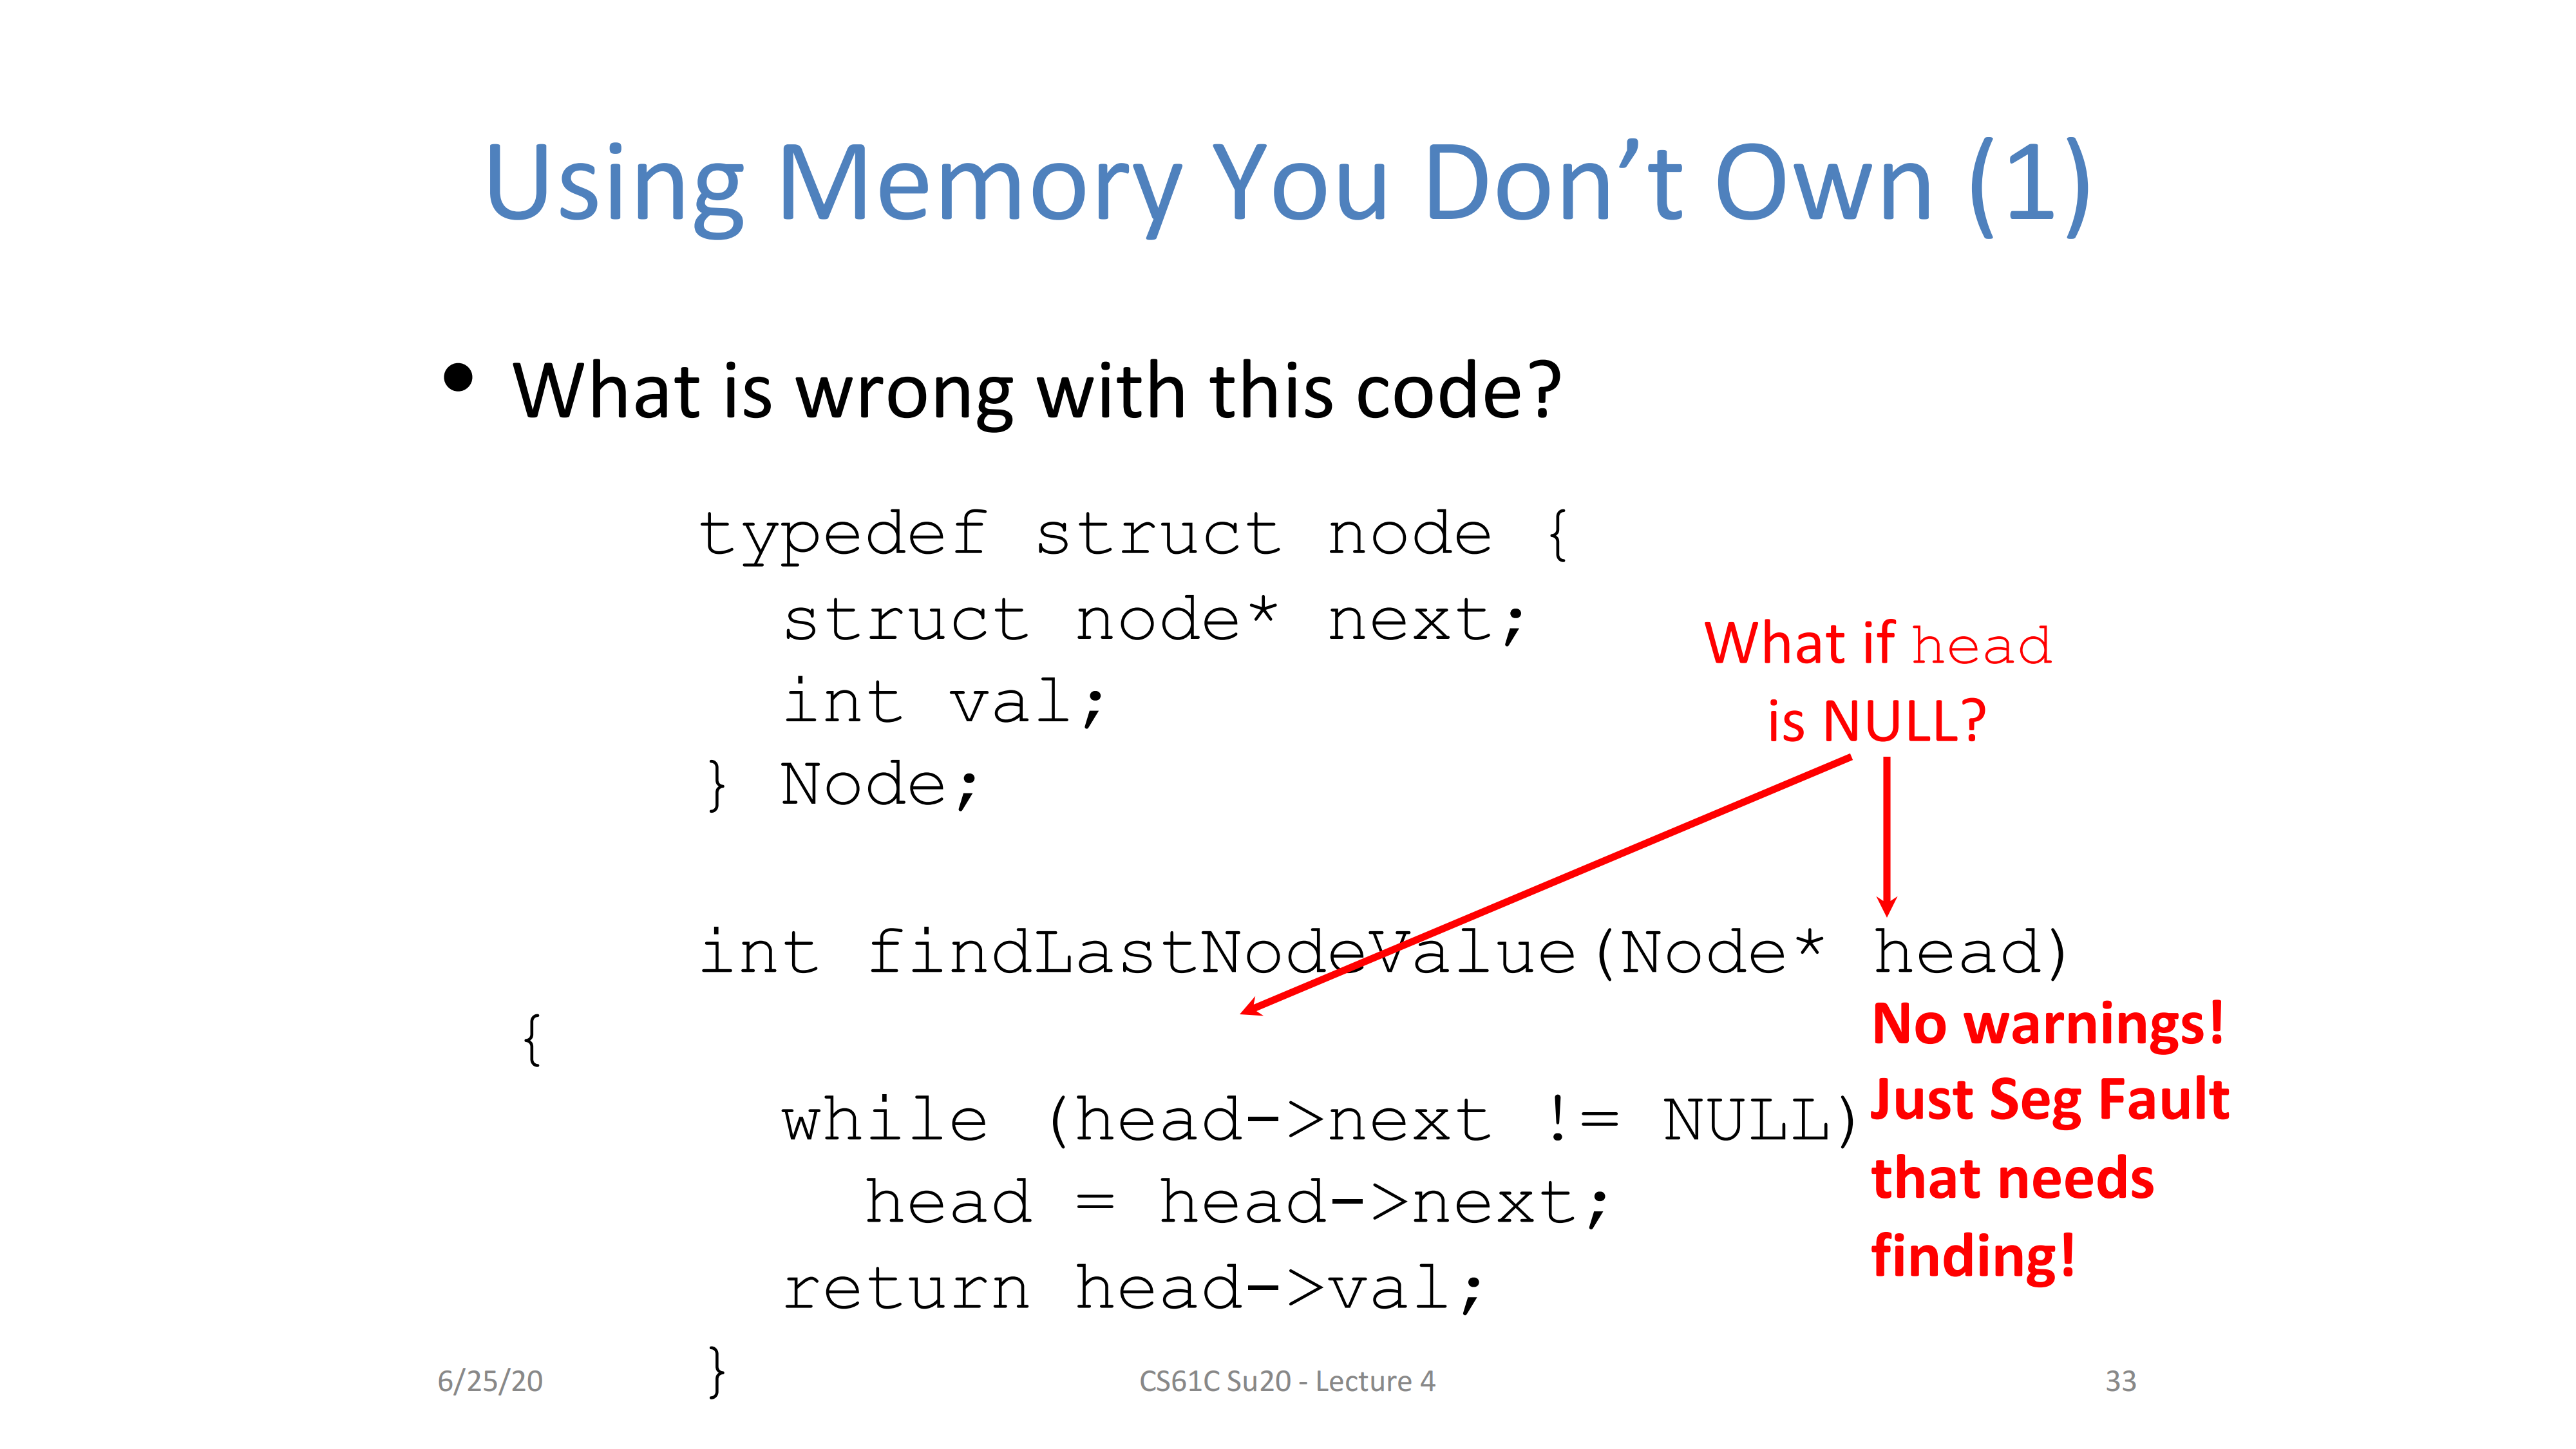 Using Memory You Don’t Own (1)
• What is wrong with this code?
typedef struct node {
struct node* next;
int val;
} Node;
What if head
is NULL?
int findLastNodeValue(Node* head)
{
while (head->next != NULL)
head = head->next;
return head->val;
}
No warnings!
Just Seg Fault
that needs
finding!
6/25/20
CS61C Su20 - Lecture 4
33